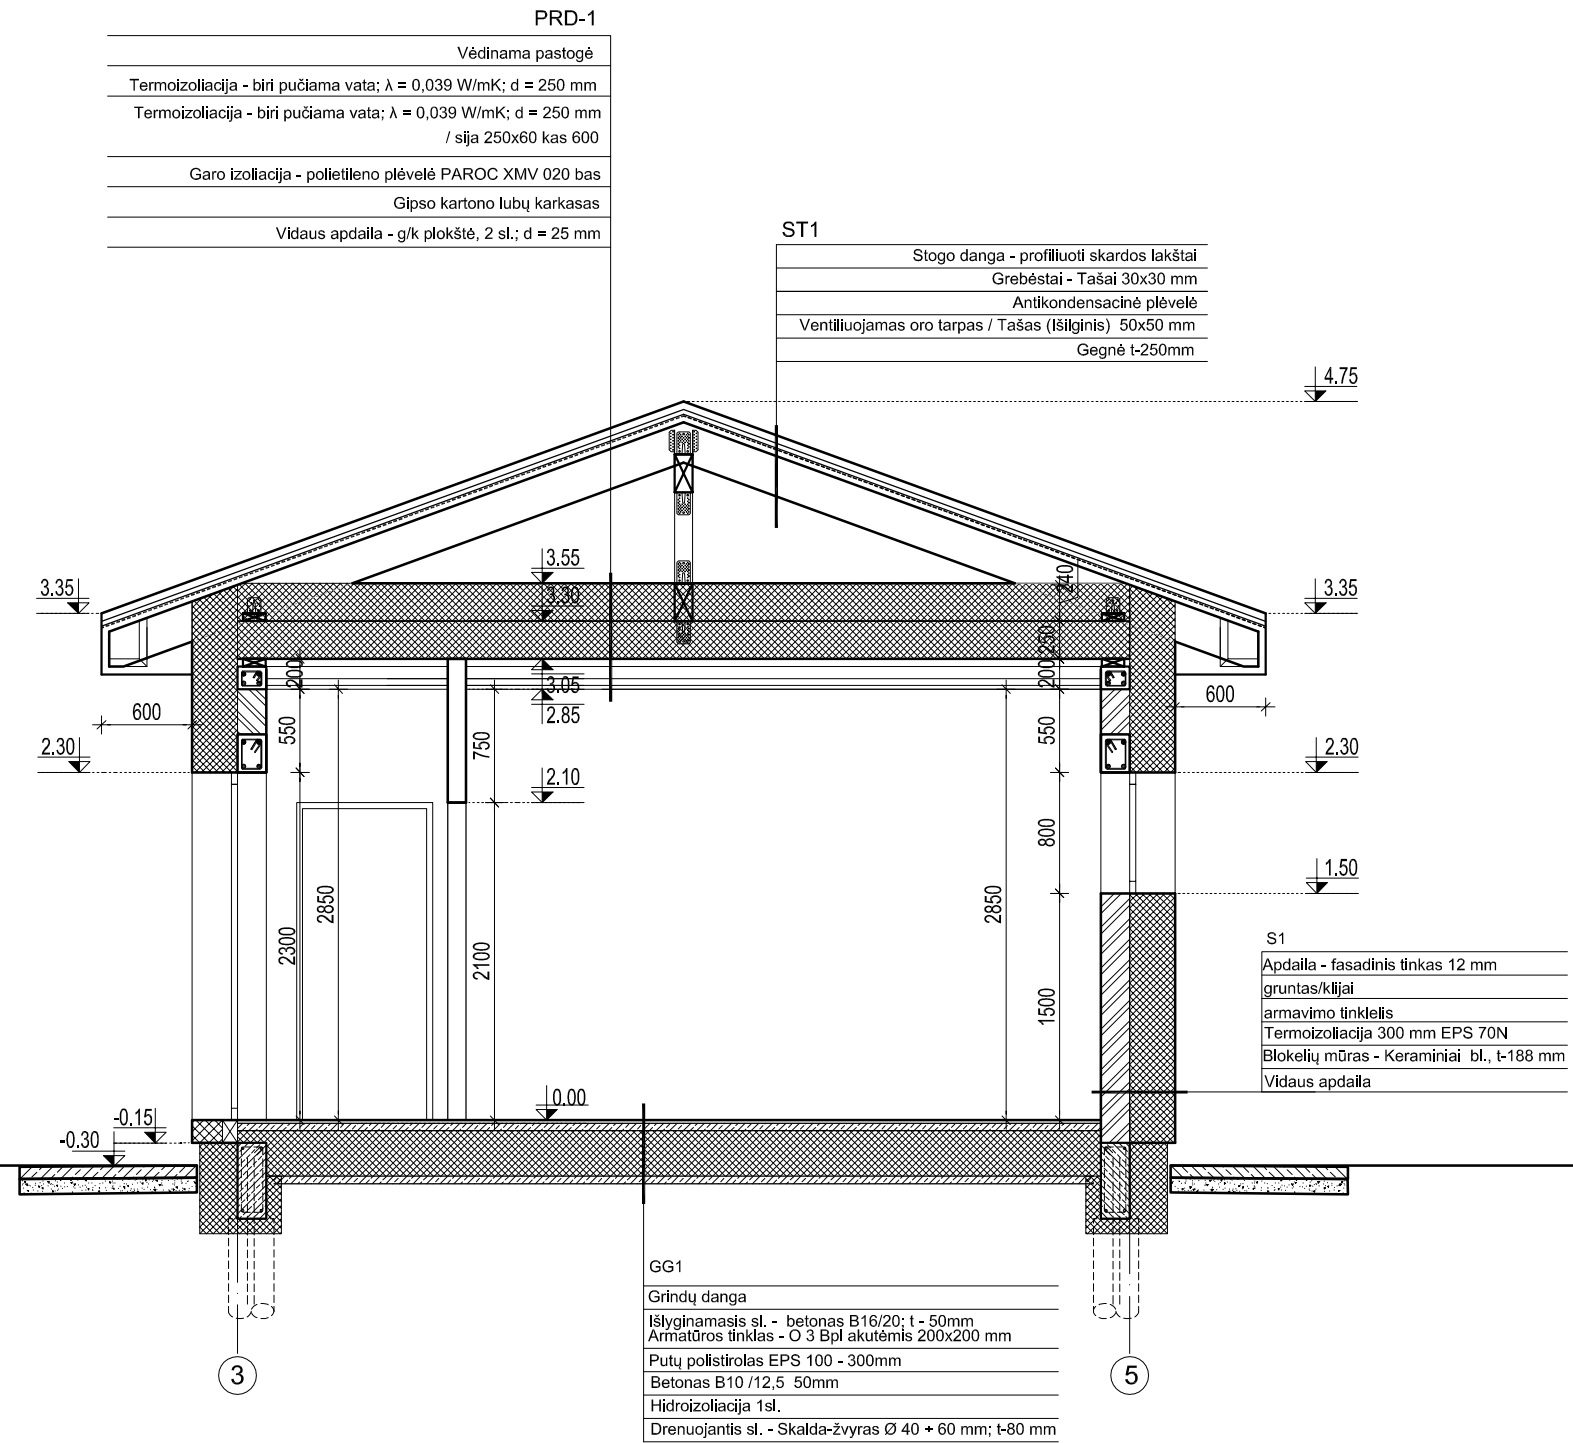 PRD-1
Vėdinama pastogė
Termoizoliacija - biri pučiama vata; λ = 0,039 W/mK; d = 250 mm
Termoizoliacija - biri pučiama vata; λ = 0,039 W/mK; d = 250 mm
/ sija 250x60 kas 600
Garo izoliacija - polietileno plėvelė PAROC XMV 020 bas
Gipso kartono lubų karkasas
Vidaus apdaila - g/k plokštė, 2 sl.; d = 25 mm
ST1
Stogo danga - profiliuoti skardos lakštai
Grebėstai - Tašai 30x30 mm
Antikondensacinė plėvelė
Ventiliuojamas oro tarpas / Tašas (Išilginis) 50x50 mm
Gegnė t-250mm
4.75
3.55
240
3.35
3.30
3.35
250
200
3.05
200
600
2.85
600
550
750
550
2.30
2.30
2.10
800
1.50
2850
2850
2300
2100
1500
S1
Apdaila - fasadinis tinkas 12 mm
gruntas/klijai
armavimo tinklelis
Termoizoliacija 300 mm EPS 70N
Blokelių mūras - Keraminiai bl., t-188 mm
Vidaus apdaila
0.00
-0.15
-0.30
GG1
Grindų danga
Išlyginamasis sl. - betonas B16/20; t - 50mm
Armatūros tinklas - O 3 Bpl akutėmis 200x200 mm
Putų polistirolas EPS 100 - 300mm
Betonas B10 /12,5 50mm
Hidroizoliacija 1sl.
Drenuojantis sl. - Skalda-žvyras Ø 40 + 60 mm; t-80 mm
3
5